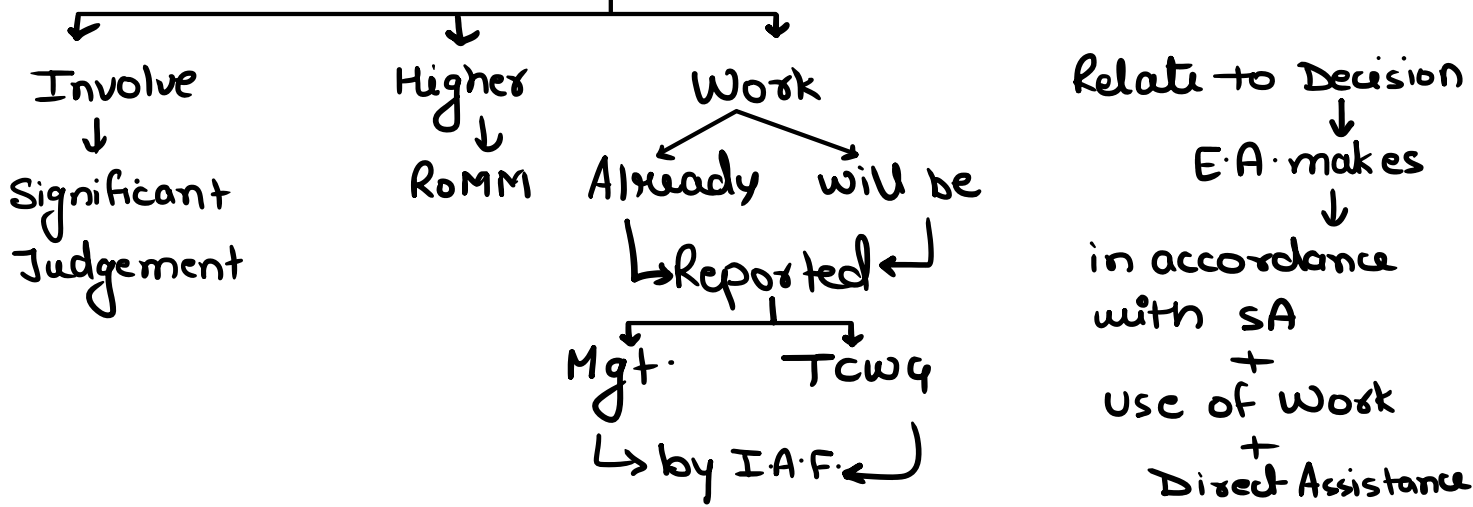 Involve
Significant
Judgement
Higher
RoMM
Work
Already will be
Reported
Mgt. TCWG
by I.A.F.
Relate to Decision
E.A. makes
in accordance
with SA
+
use of Work
+
Direct Assistance